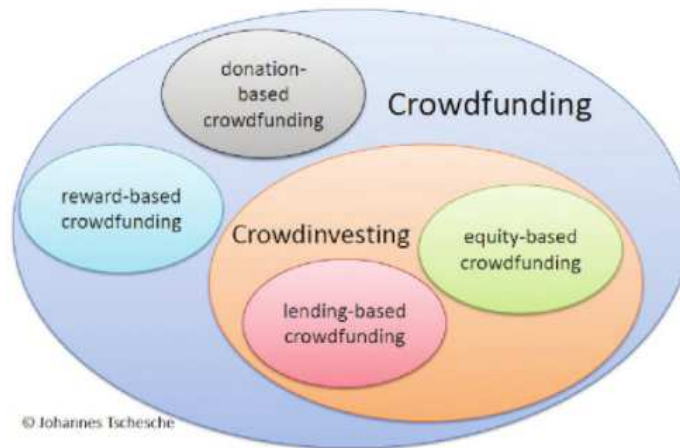 donation-
based
crowdfunding
Crowdfunding
reward-based
crowdfunding
Crowdinvesting
equity-based
crowdfunding
lending-based
crowdfunding
© Johannes Tschesche